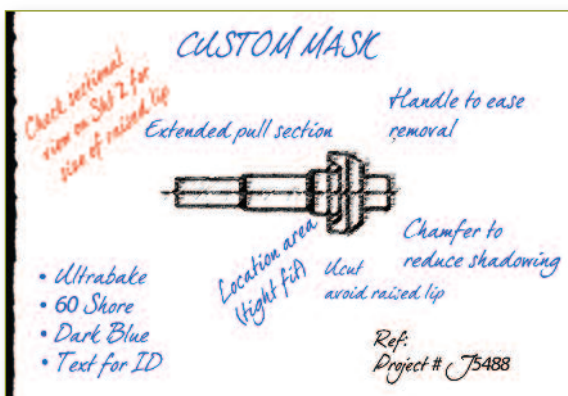 CUSTOM MASK
Check sectional
view on Sht 2 for
size of raised lip
Extended pull section
Handle to ease
removal
Location area
(tight fit)
Ucut
avoid raised lip
Chamfer to
reduce shadowing
• Ultrabake
• 60 Shore
• Dark Blue
• Text for ID
Ref:
Project # J5488